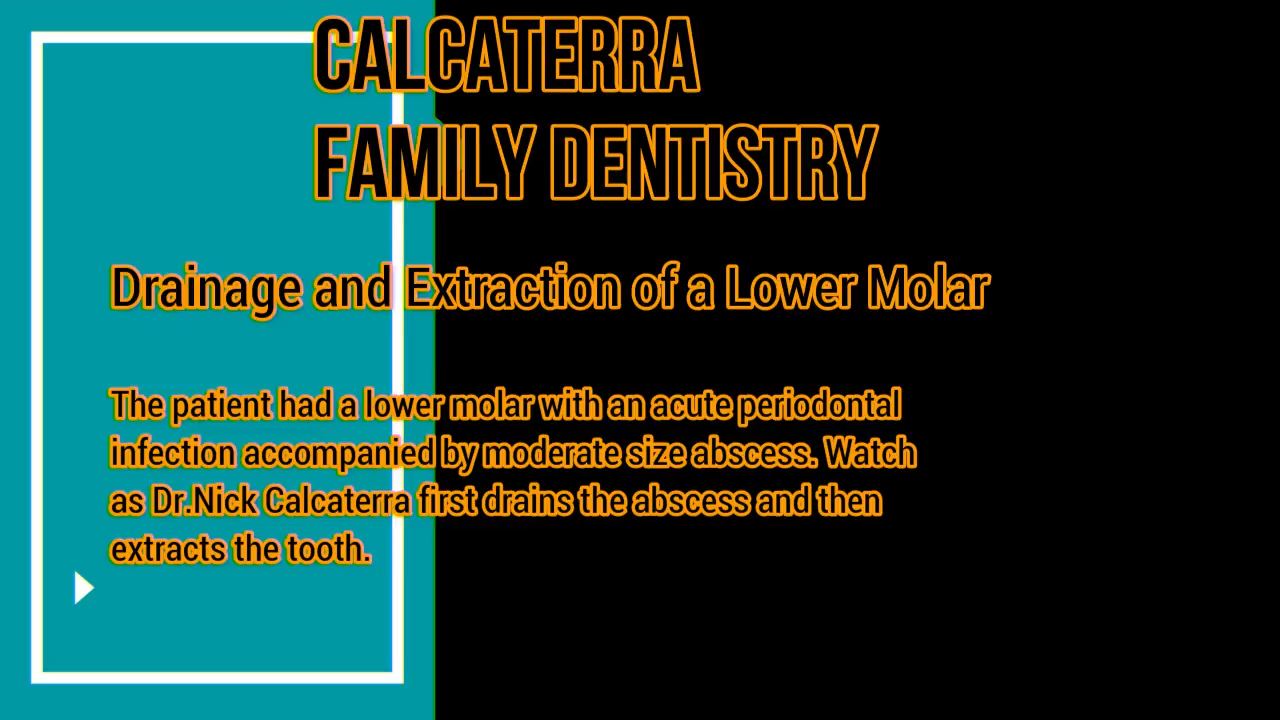 CALCATERRA
FAMILY DENTISTRY
Drainage and Extraction of a Lower Molar
The patient had a lower molar with an acute periodontal
infection accompanied by moderate size abscess. Watch
as Dr.Nick Calcaterra first drains the abscess and then
extracts the tooth.